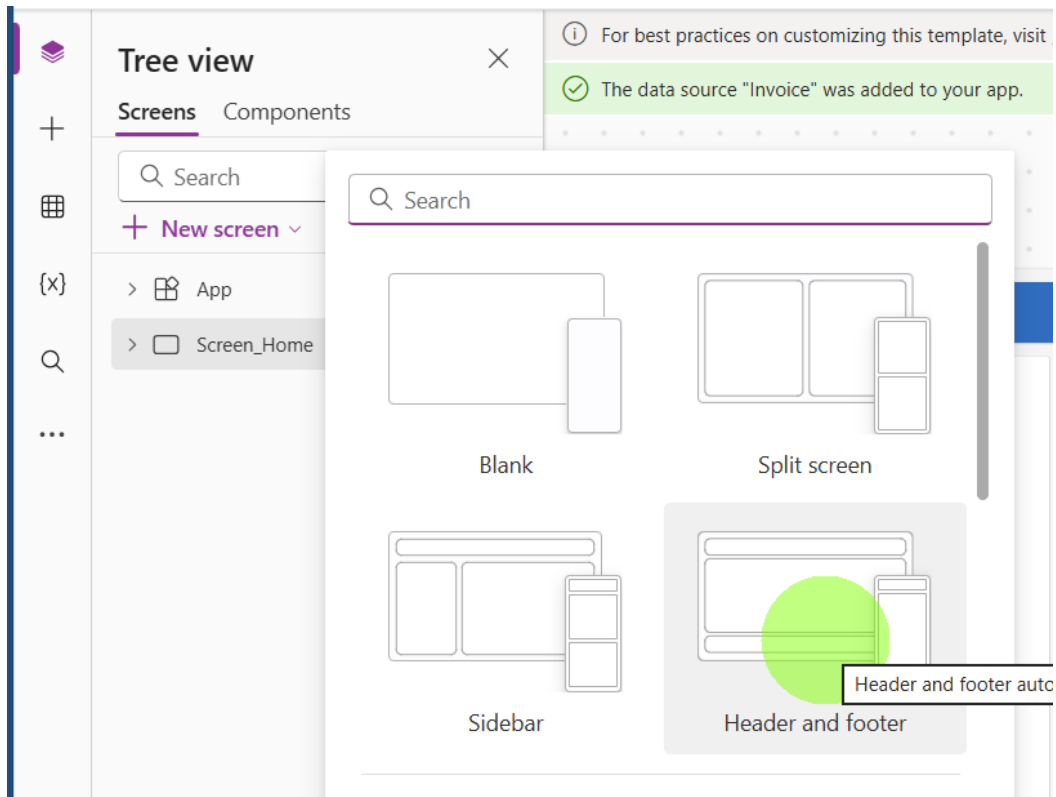 Tree view
For best practices on customizing this template, visit
The data source "Invoice" was added to your app.
Screens Components
Search
Search
New screen
{x}
App
Screen_Home
Blank
Split screen
Sidebar
Header and footer
Header and footer auto